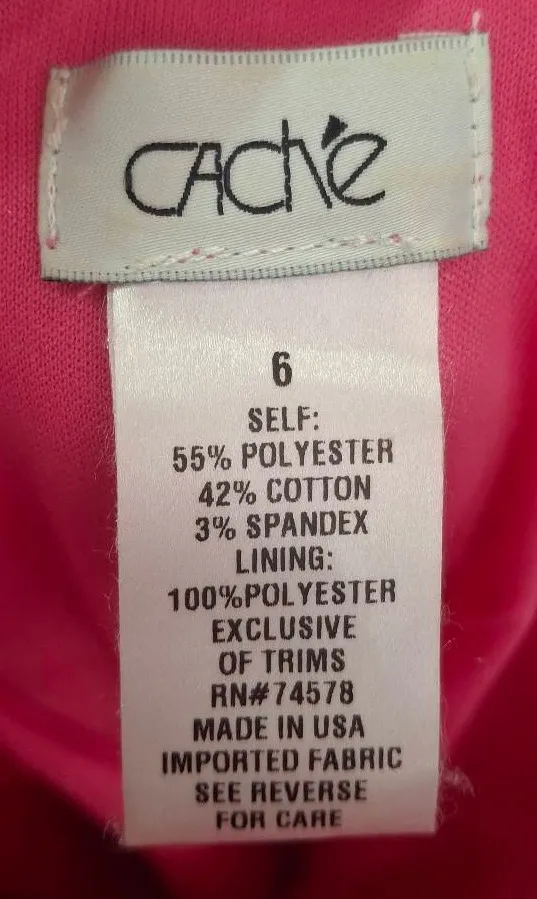 CACHé
6
SELF:
55% POLYESTER
42% COTTON
3% SPANDEX
LINING:
100%POLYESTER
EXCLUSIVE
OF TRIMS
RN#74578
MADE IN USA
IMPORTED FABRIC
SEE REVERSE
FOR CARE